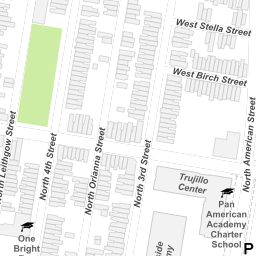 West Stella Street
West Birch Street
North Leithgow Street
North 4th Street
North Orianna Street
North 3rd Street
North American Street
Trujillo
Center
Pan
American
Academy
Charter
School
One
Bright
P